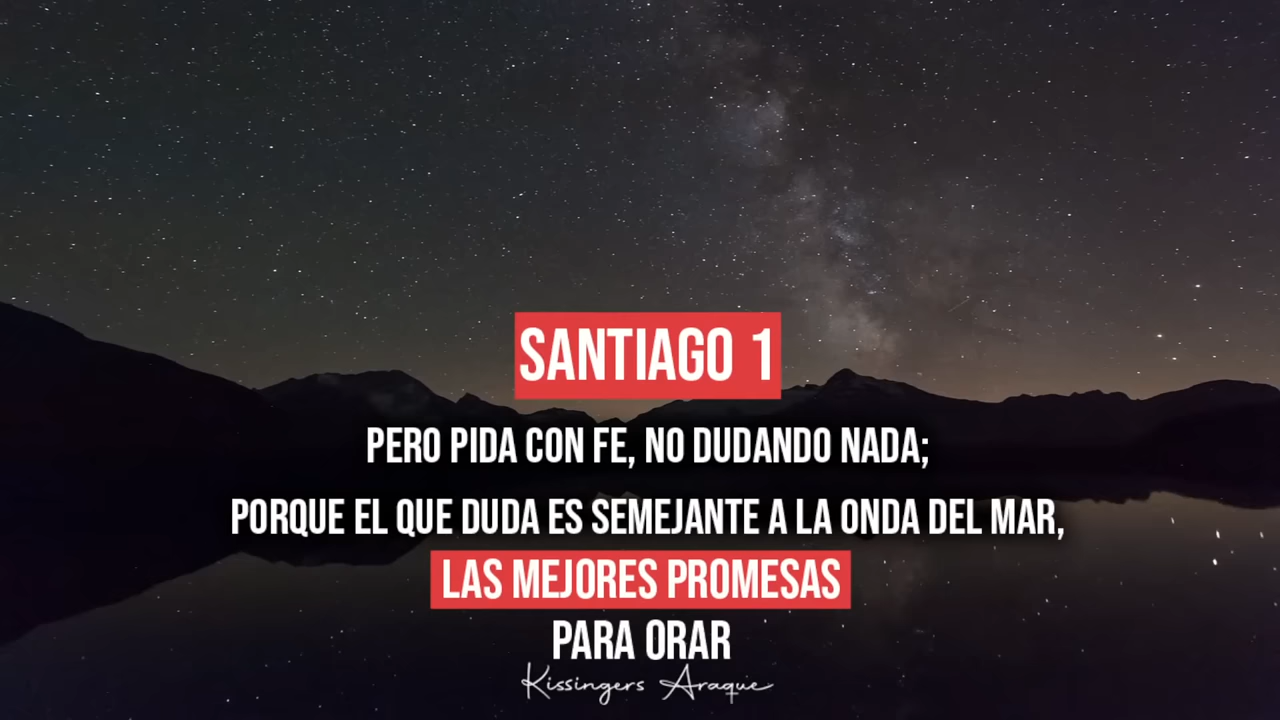 SANTIAGO 1
PERO PIDA CON FE, NO DUDANDO NADA;
PORQUE EL QUE DUDA ES SEMEJANTE A LA ONDA DEL MAR,
LAS MEJORES PROMESAS
PARA ORAR
Kissingers Araque